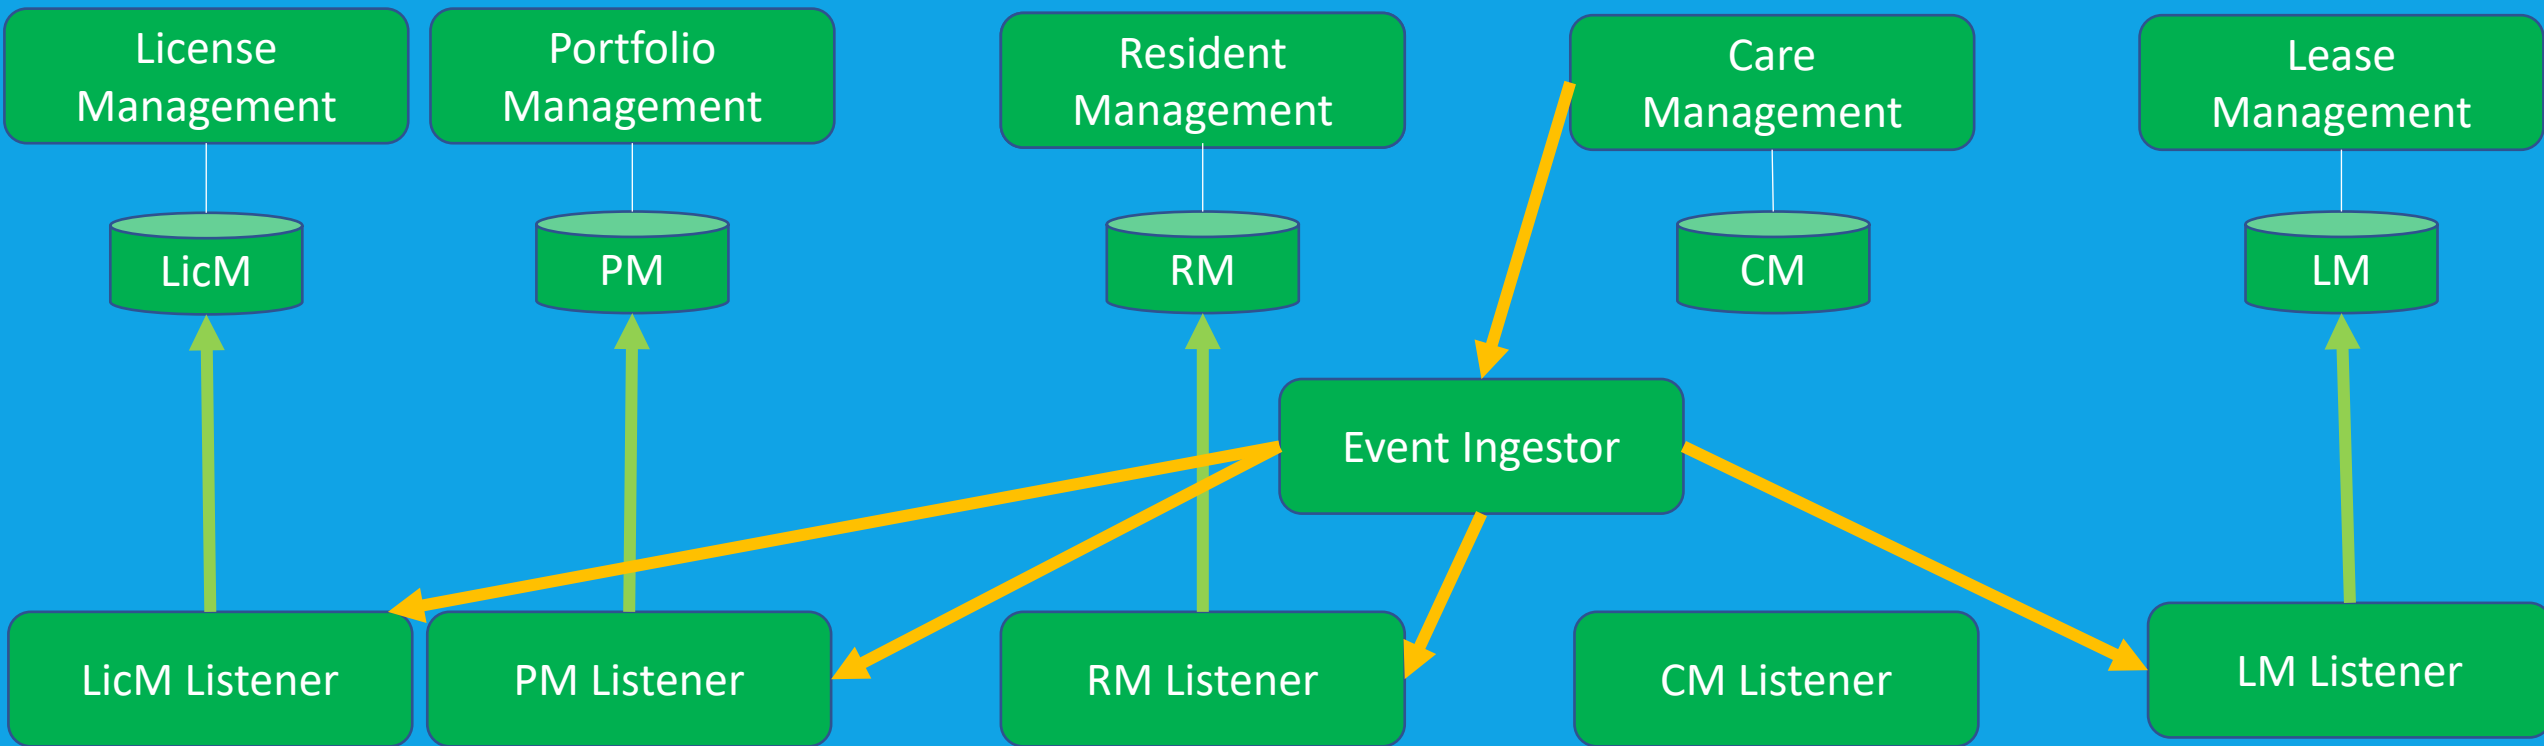 License
Management
Portfolio
Management
Resident
Management
Care
Management
Lease
Management
LicM
PM
RM
CM
LM
Event Ingestor
LicM Listener
PM Listener
RM Listener
CM Listener
LM Listener